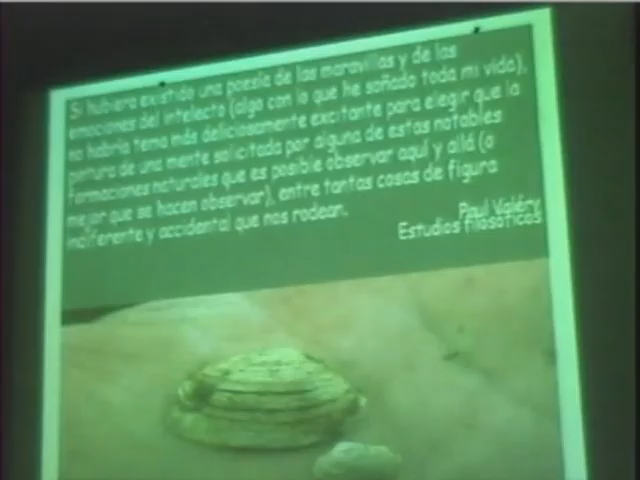 Si hubiera existido una poesía de las maravillas y de las
emociones del intelecto (algo con lo que he soñado toda mi vida),
no habría tema más deliciosamente excitante para elegir que la
pintura de una mente solicitada por alguna de estas notables
formaciones naturales que es posible observar aquí y allá (o
mejor que se hacen observar), entre tantas cosas de figura
indiferente y accidental que nos rodean.
Paul Valéry
Estudios filosóficos